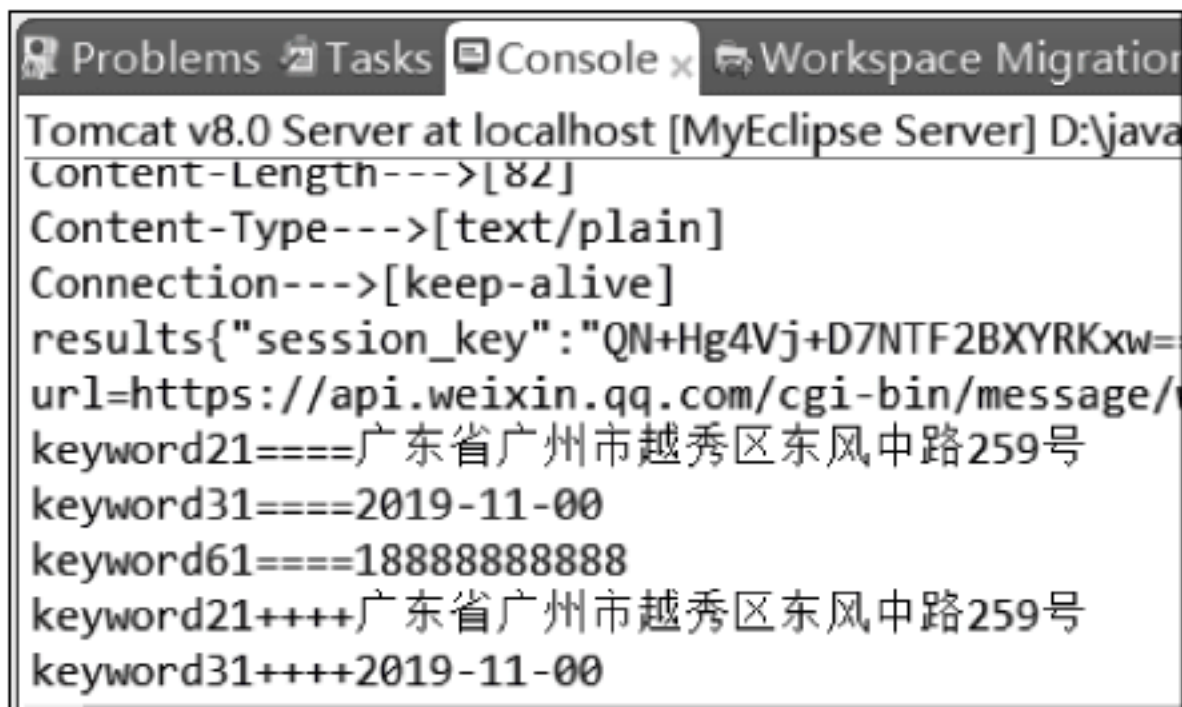 Problems Tasks Console Workspace Migration
Tomcat v8.0 Server at localhost [MyEclipse Server] D:\java
Content-Length--->[82]
Content-Type--->[text/plain]
Connection--->[keep-alive]
results{"session_key":"QN+Hg4Vj+D7NTF2BXYRKxw==
url=https://api.weixin.qq.com/cgi-bin/message/w
keyword21====广东省广州市越秀区东风中路259号
keyword31====2019-11-00
keyword61====18888888888
keyword21++++广东省广州市越秀区东风中路259号
keyword31++++2019-11-00